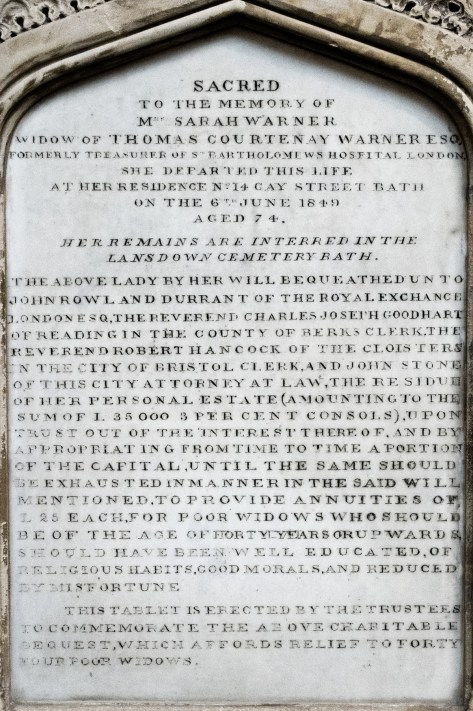 SACRED
TO THE MEMORY OF
MRS SARAH WARNER
WIDOW OF THOMAS COURTENAY WARNER ESQ,
FORMERLY TREASURER OF ST BARTHOLOMEWS HOSPITAL LONDON,
SHE DEPARTED THIS LIFE
AT HER RESIDENCE No 14 GAY STREET BATH
ON THE 6TH JUNE 1849
AGED 74.
HER REMAINS ARE INTERRED IN THE
LANSDOWN CEMETERY BATH.
THE ABOVE LADY BY HER WILL BEQUEATHED UNTO
JOHN ROWLAND DURRANT OF THE ROYAL EXCHANGE
LONDON ESQ, THE REVEREND CHARLES JOSEPH GOODHART
OF READING IN THE COUNTY OF BERKS CLERK, THE
REVEREND ROBERT HANCOCK OF THE CLOISTERS
IN THE CITY OF BRISTOL CLERK, AND JOHN STONE
OF THIS CITY ATTORNEY AT LAW, THE RESIDUE
OF HER PERSONAL ESTATE (AMOUNTING TO THE
SUM OF L 35000 3 PER CENT CONSOLS), UPON
TRUST OUT OF THE INTEREST THEREOF, AND BY
APPROPRIATING FROM TIME TO TIME A PORTION
OF THE CAPITAL, UNTIL THE SAME SHOULD
BE EXHAUSTED IN MANNER IN THE SAID WILL
MENTIONED, TO PROVIDE ANNUITIES OF
L 25 EACH, FOR POOR WIDOWS WHO SHOULD
BE OF THE AGE OF FORTY YEARS OR UPWARDS,
SHOULD HAVE BEEN WELL EDUCATED, OF
RELIGIOUS HABITS, GOOD MORALS, AND REDUCED
BY MISFORTUNE
THIS TABLET IS ERECTED BY THE TRUSTEES
TO COMMEMORATE THE ABOVE CHARITABLE
BEQUEST, WHICH AFFORDS RELIEF TO FORTY
FOUR POOR WIDOWS.